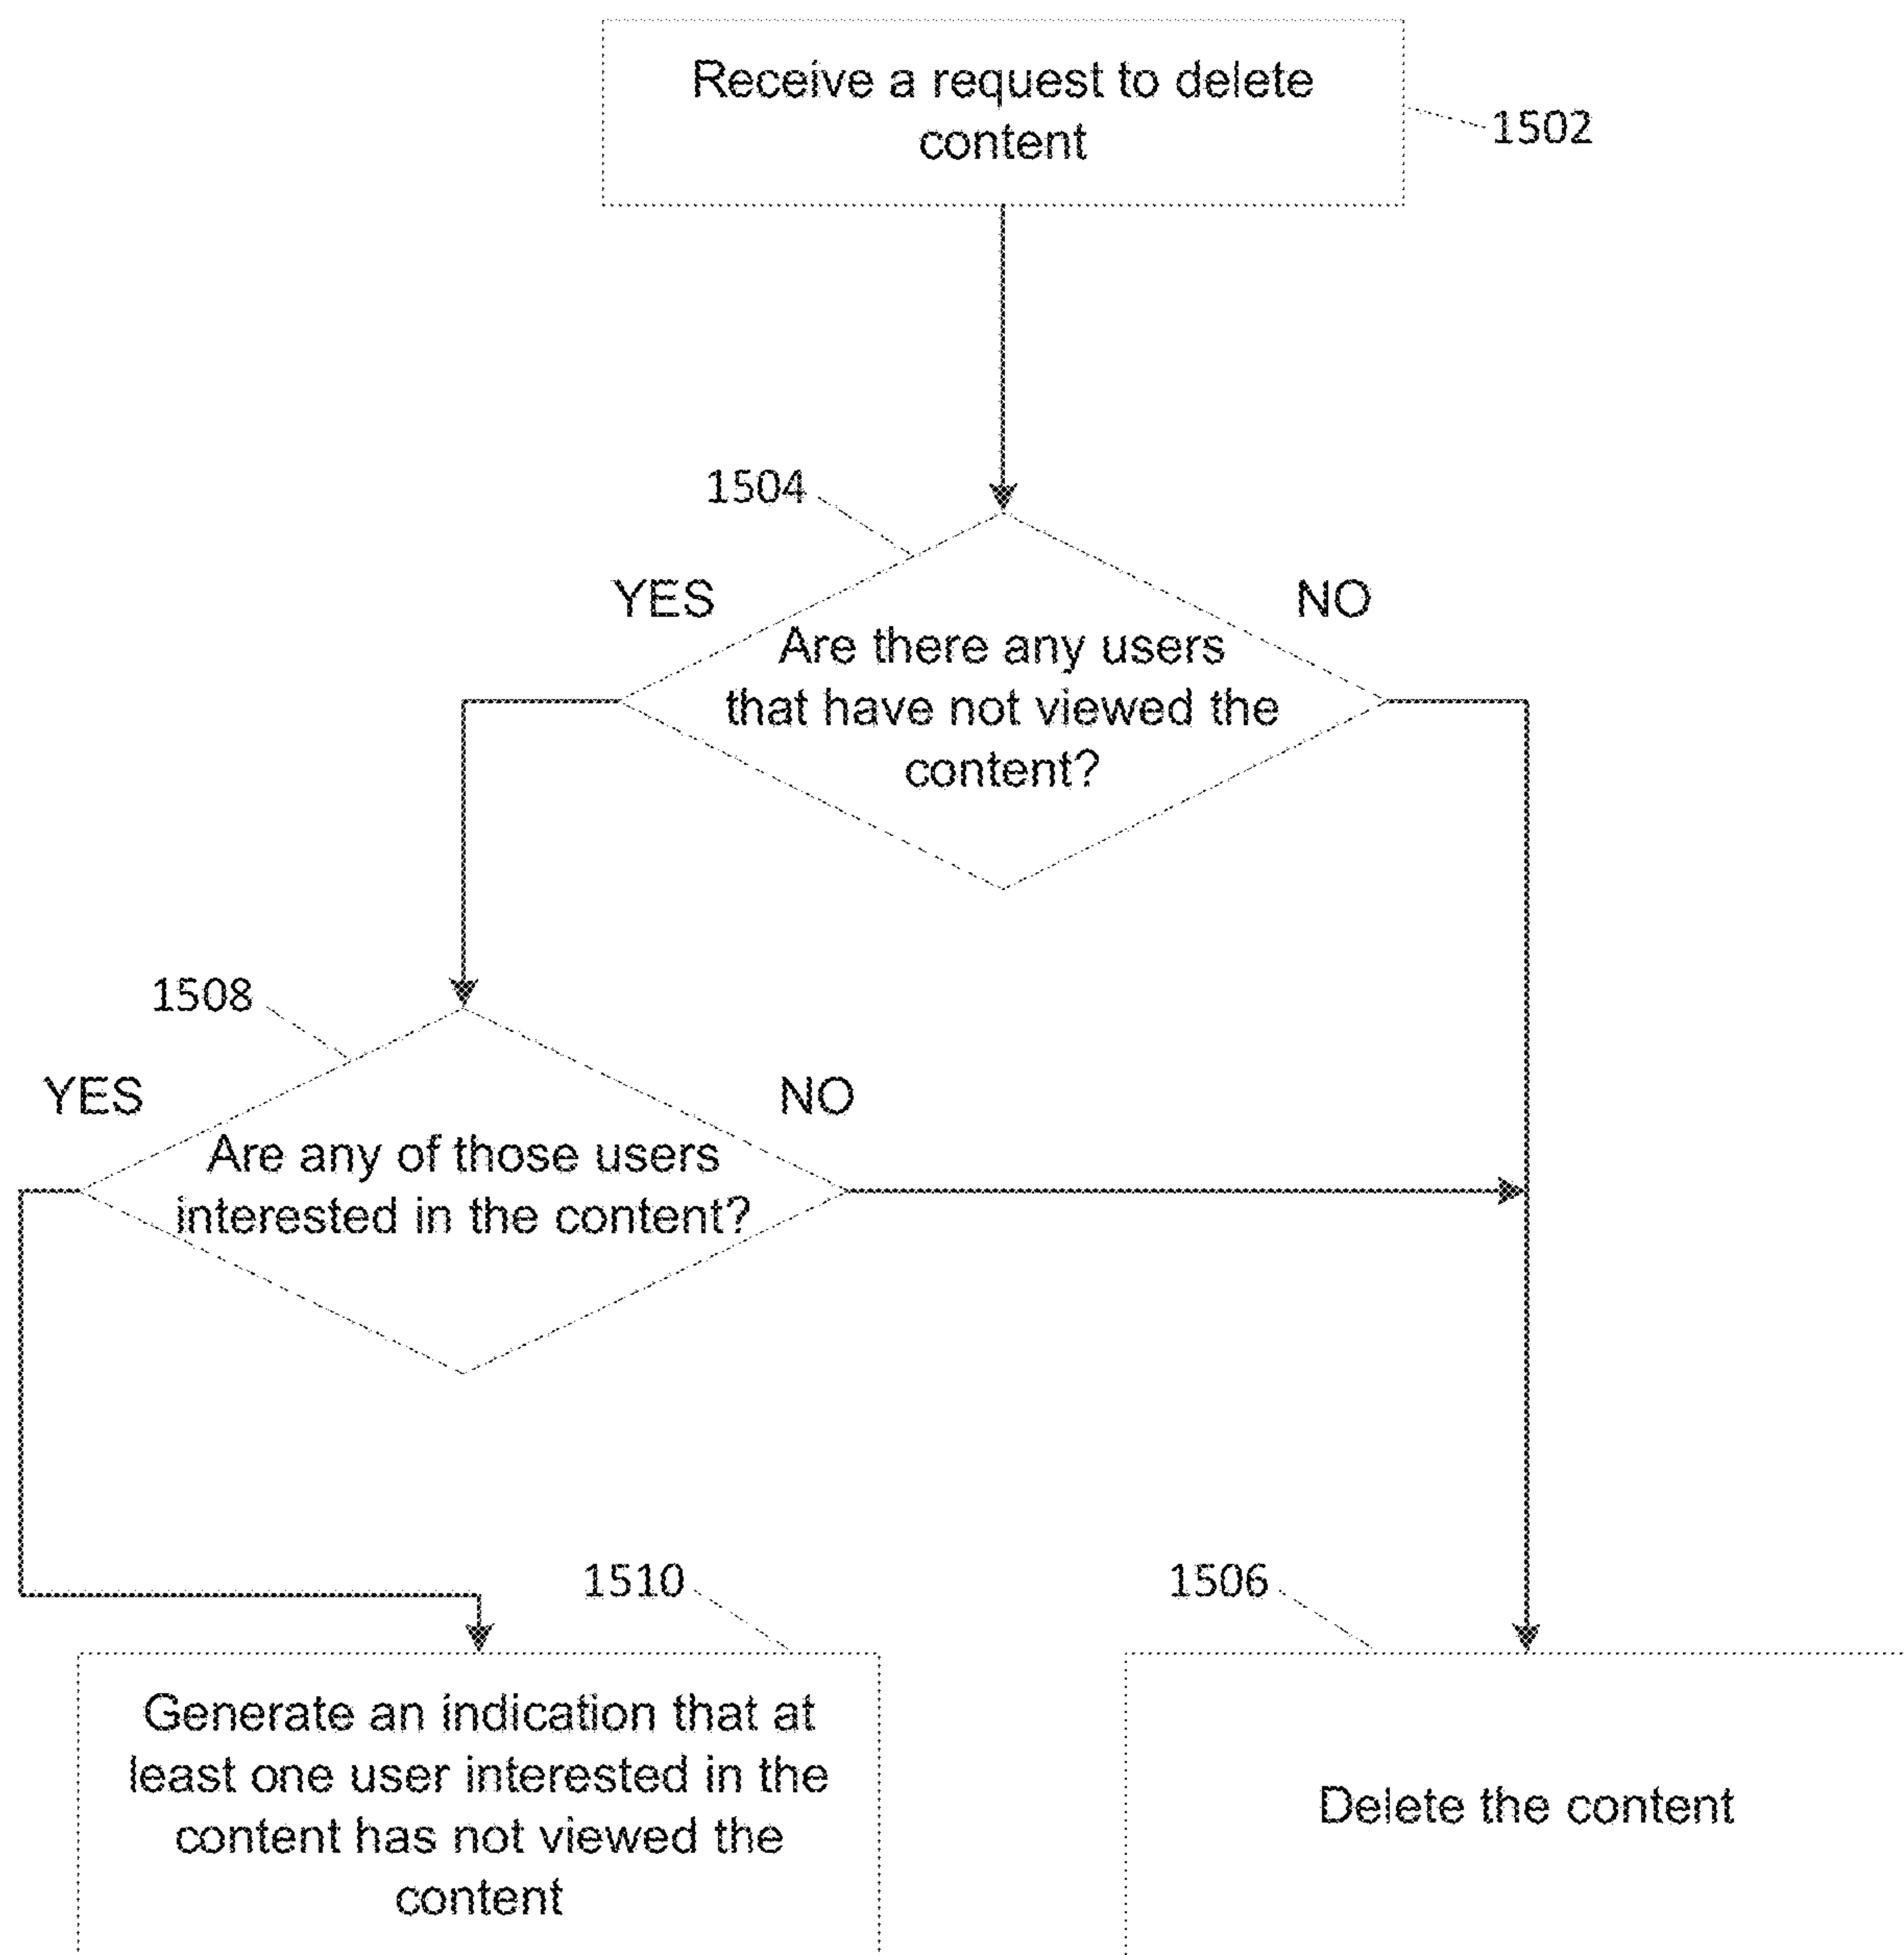 Receive a request to delete
content
1502
1504
YES
NO
Are there any users
that have not viewed the
content?
1508
YES
NO
Are any of those users
interested in the content?
1510
1506
Generate an indication that at
least one user interested in the
content has not viewed the
content
Delete the content